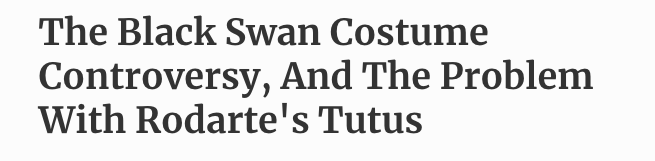 The Black Swan Costume
Controversy, And The Problem
With Rodarte's Tutus